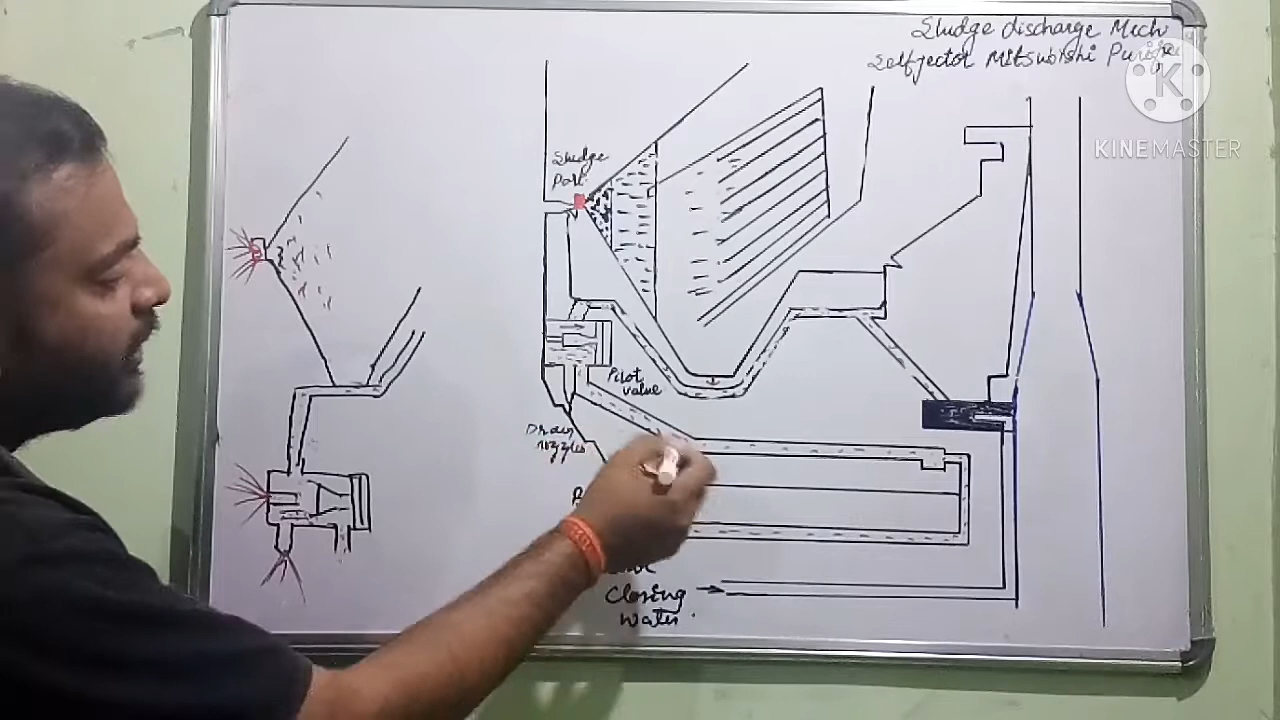 Sludge discharge Mech
Selfjector Mitsubishi Purifier
K
KINEMASTER
Sludge
Port
Pilot
valve
Drain
nozzles
Closing
water